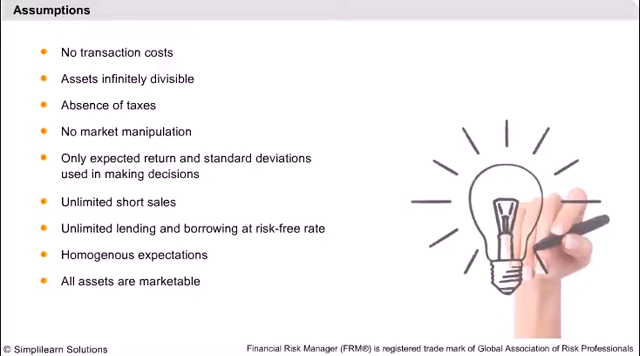 Assumptions
No transaction costs
Assets infinitely divisible
Absence of taxes
No market manipulation
Only expected return and standard deviations
used in making decisions
Unlimited short sales
Unlimited lending and borrowing at risk-free rate
Homogenous expectations
All assets are marketable
© Simplilearn Solutions
Financial Risk Manager (FRM®) is registered trade mark of Global Association of Risk Professionals